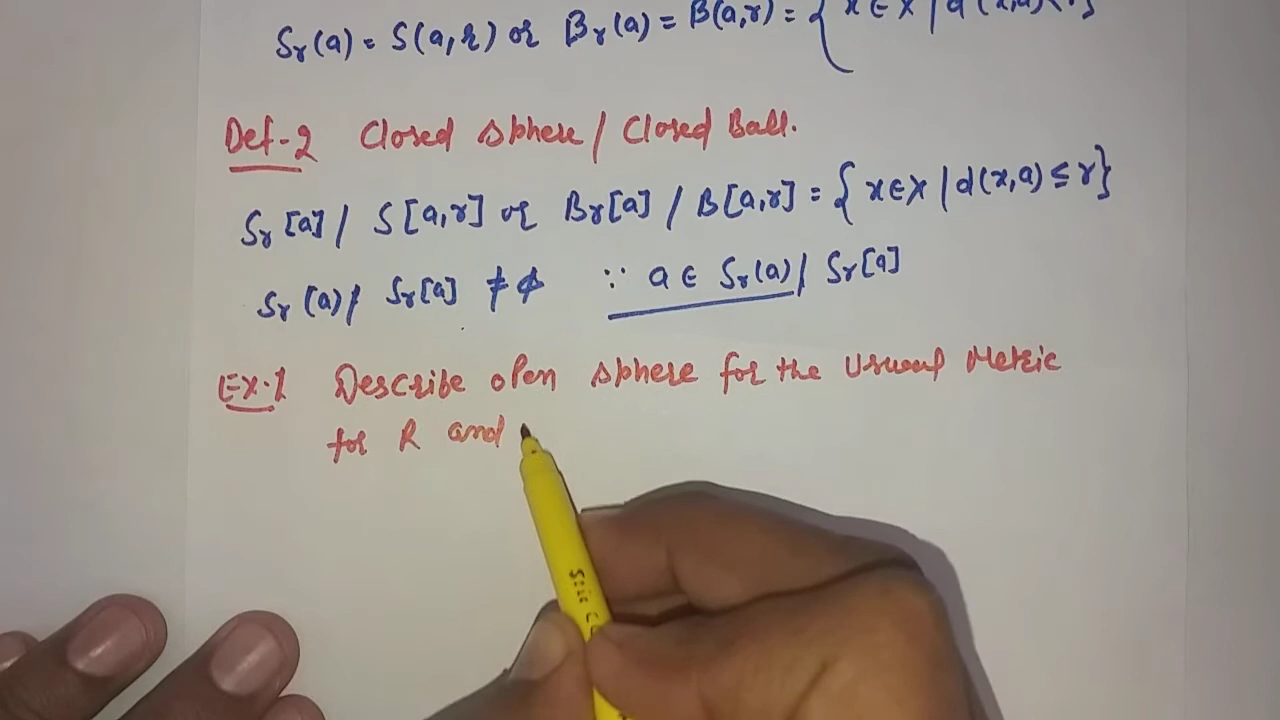 Sr(a) = S(a,r) or Br(a) = B(a,r) = { x ∈ X / d(x,a) < r }
Def-2 Closed Sphere / Closed Ball.
Sr[a] / S[a,r] or Br[a] / B[a,r] = { x ∈ X / d(x,a) ≤ r }
Sr(a) / Sr[a] ≠ ϕ ∵ a ∈ Sr(a) / Sr[a]
Ex.1 Describe open sphere for the Usual Metric
for R and